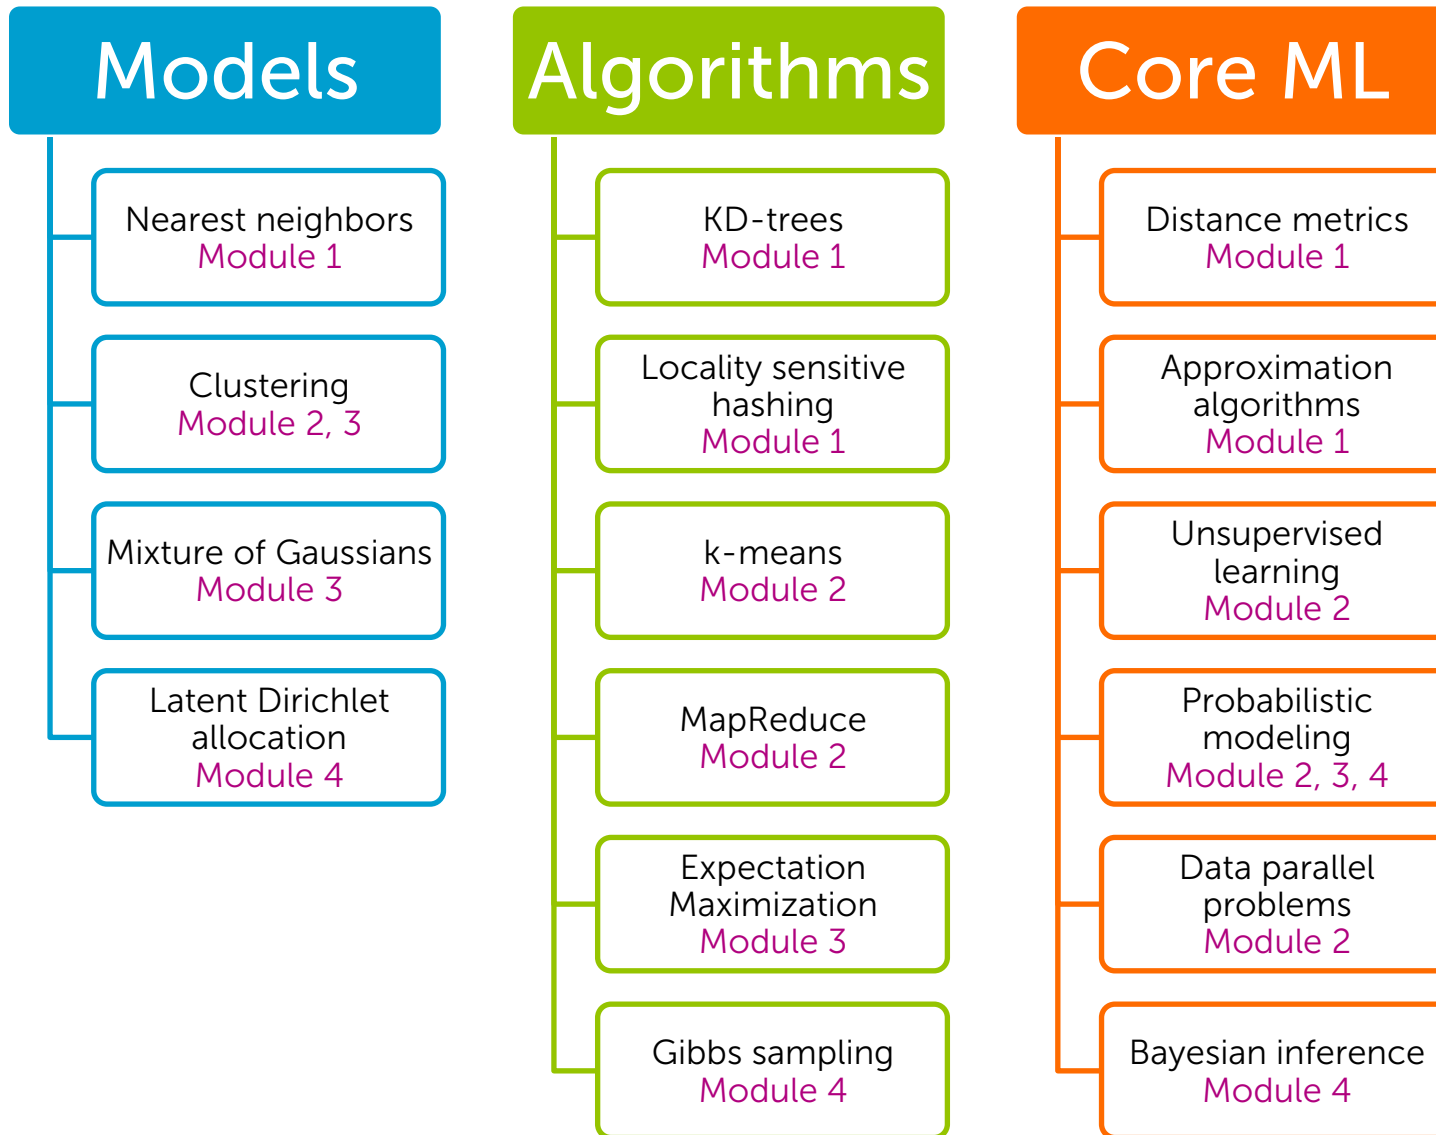 Models
Nearest neighbors
Module 1
Clustering
Module 2, 3
Mixture of Gaussians
Module 3
Latent Dirichlet
allocation
Module 4
Algorithms
KD-trees
Module 1
Locality sensitive
hashing
Module 1
k-means
Module 2
MapReduce
Module 2
Expectation
Maximization
Module 3
Gibbs sampling
Module 4
Core ML
Distance metrics
Module 1
Approximation
algorithms
Module 1
Unsupervised
learning
Module 2
Probabilistic
modeling
Module 2, 3, 4
Data parallel
problems
Module 2
Bayesian inference
Module 4